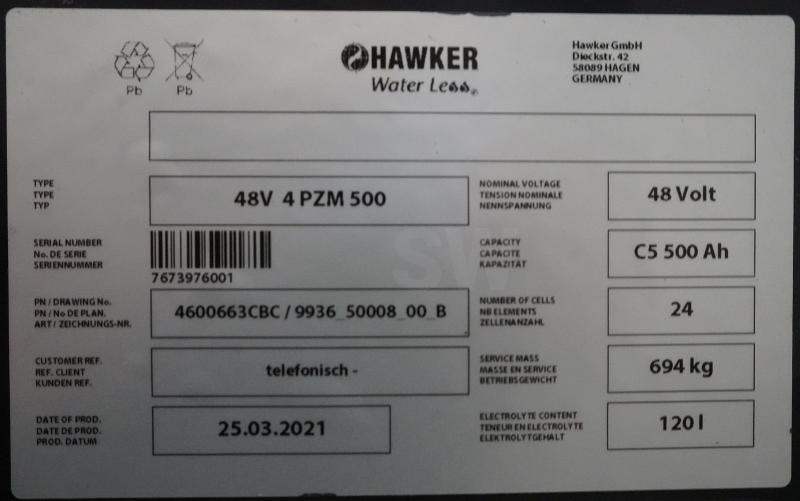 Pb
Pb
HAWKER
Water Less
Hawker GmbH
Dieckstr. 42
58089 HAGEN
GERMANY
TYPE
TYPE
TYP
48V 4 PZM 500
NOMINAL VOLTAGE
TENSION NOMINALE
NENNSPANNUNG
48 Volt
SERIAL NUMBER
No. DE SERIE
SERIENNUMMER
7673976001
CAPACITY
CAPACITE
KAPAZITÄT
C5 500 Ah
PN / DRAWING No.
PN / No DE PLAN.
ART / ZEICHNUNGS-NR.
4600663CBC / 9936_50008_00_B
NUMBER OF CELLS
NB ELEMENTS
ZELLENANZAHL
24
CUSTOMER REF.
REF. CLIENT
KUNDEN REF.
telefonisch -
SERVICE MASS
MASSE EN SERVICE
BETRIEBSGEWICHT
694 kg
DATE OF PROD.
DATE DE PROD.
PROD. DATUM
25.03.2021
ELECTROLYTE CONTENT
TENEUR EN ELECTROLYTE
ELEKTROLYTGEHALT
120 l
SW